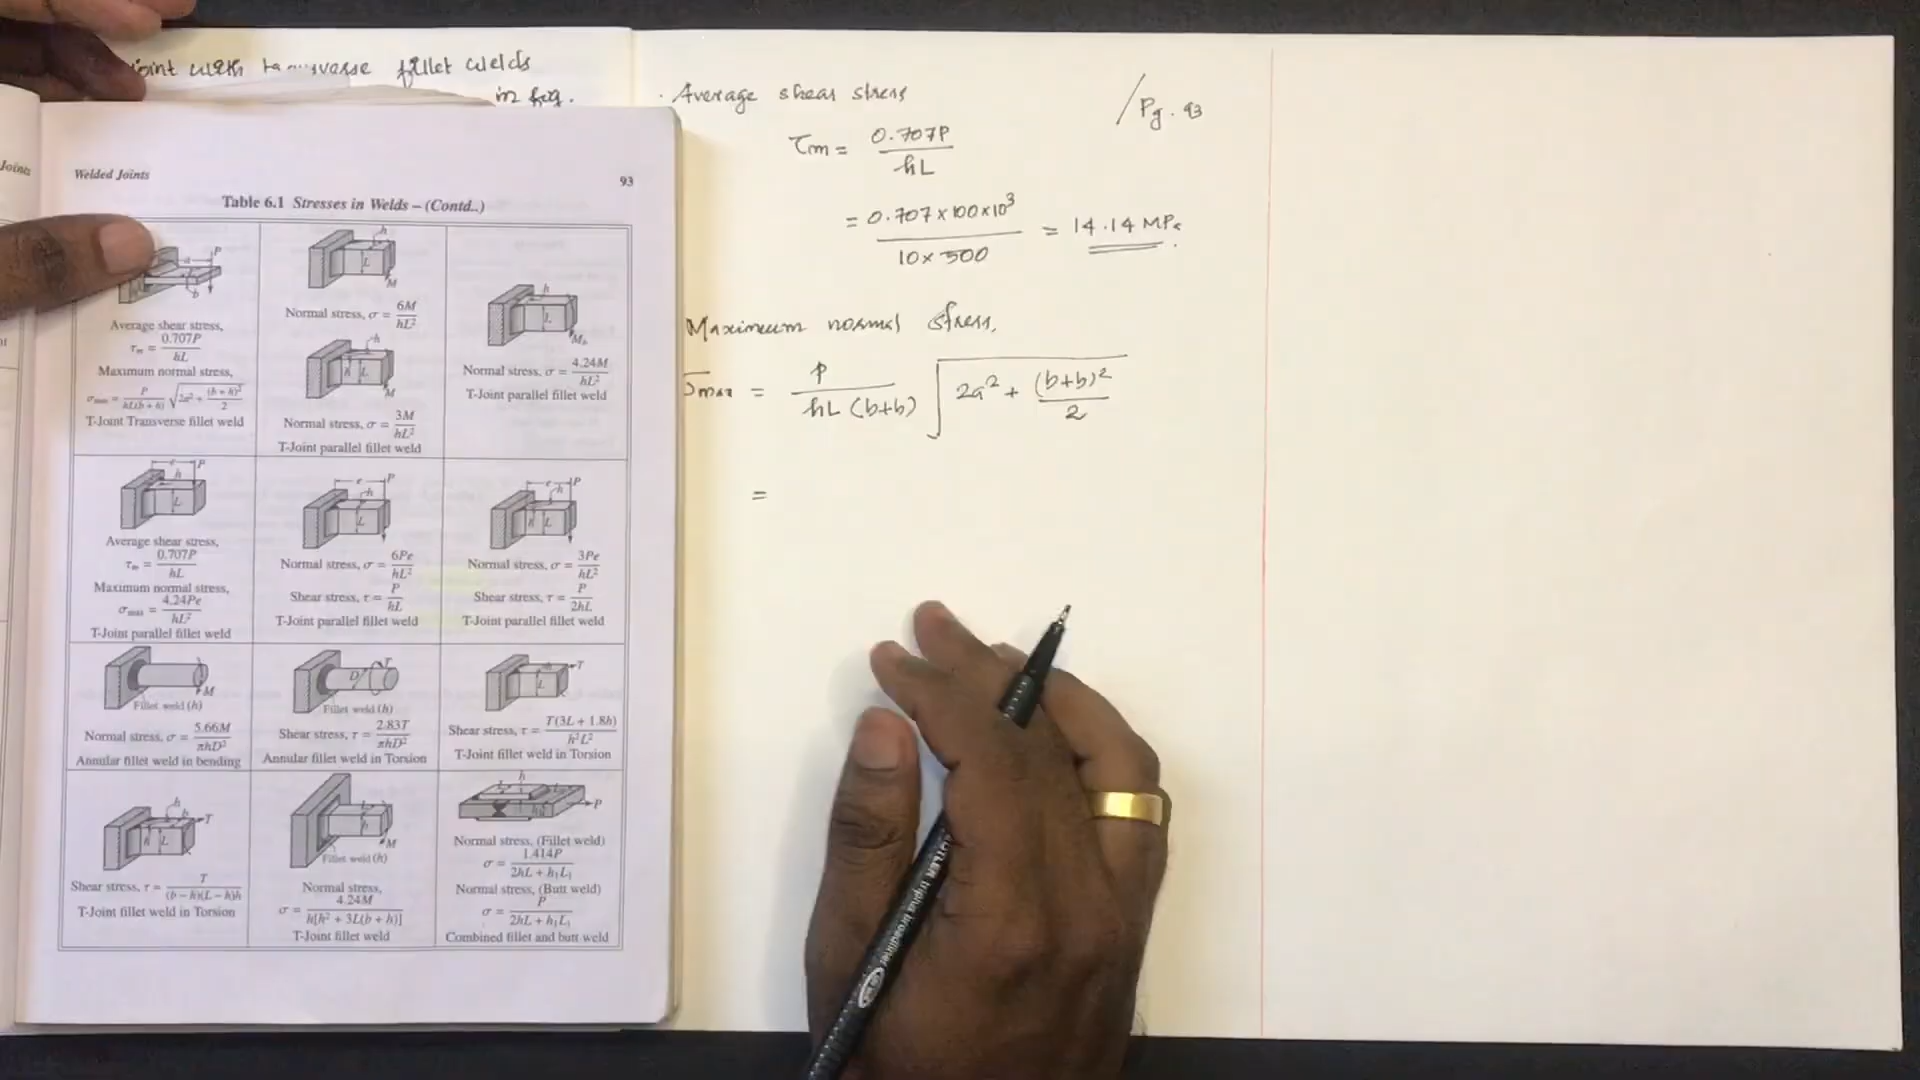 joint with transverse fillet welds
in fig.
Joints
Welded Joints
93
Table 6.1 Stresses in Welds – (Contd..)
P
a
b
Average shear stress,
τm = 0.707P / hL
Maximum normal stress,
σmax = P / hL(b + h) √ 2a² + (b + h)² / 2
T-Joint Transverse fillet weld
h
L
M
Normal stress, σ = 6M / hL²
h
h L
M
Normal stress, σ = 3M / hL²
T-Joint parallel fillet weld
h
L
Mb
Normal stress, σ = 4.24M / hL²
T-Joint parallel fillet weld
e P
h
L
Average shear stress,
τm = 0.707P / hL
Maximum normal stress,
σmax = 4.24Pe / hL²
T-Joint parallel fillet weld
e P
h
L
Normal stress, σ = 6Pe / hL²
Shear stress, τ = P / hL
T-Joint parallel fillet weld
e P
h
h L
Normal stress, σ = 3Pe / hL²
Shear stress, τ = P / 2hL
T-Joint parallel fillet weld
M
Fillet weld (h)
Normal stress, σ = 5.66M / πhD²
Annular fillet weld in bending
D T
Fillet weld (h)
Shear stress, τ = 2.83T / πhD²
Annular fillet weld in Torsion
T
L
Shear stress, τ = T(3L + 1.8h) / h²L²
T-Joint fillet weld in Torsion
h
b T
h L
Shear stress, τ = T / (b – h)(L – h)h
T-Joint fillet weld in Torsion
L
h
M
Fillet weld (h)
Normal stress,
σ = 4.24M / h[h² + 3L(b + h)]
T-Joint fillet weld
h
P
Normal stress, (Fillet weld)
σ = 1.414P / 2hL + h₁L₁
Normal stress, (Butt weld)
σ = P / 2hL + h₁L₁
Combined fillet and butt weld
. Average shear stress
/Pg. 93
τm = 0.707P / hL
= 0.707 × 100 × 10³ / 10 × 500 = 14.14 MPa.
Maximum normal stress,
σmax = P / hL (b+h) √ 2a² + (b+h)² / 2
=
STAEDTLER triplus broadliner